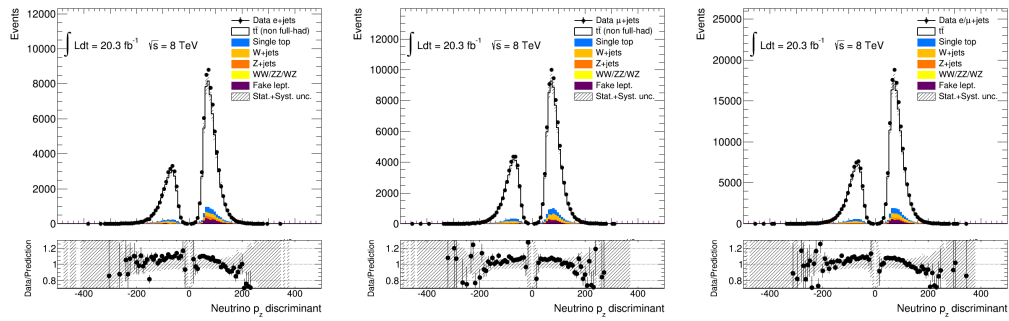 Events
12000
10000
8000
6000
4000
2000
0
∫ Ldt = 20.3 fb⁻¹ √s = 8 TeV
Data e+jets
tt̄ (non full-had)
Single top
W+jets
Z+jets
WW/ZZ/WZ
Fake lept.
Stat.+Syst. unc.
Data/Prediction
1.2
1
0.8
-400 -200 0 200 400
Neutrino p_z discriminant
Events
14000
12000
10000
8000
6000
4000
2000
0
∫ Ldt = 20.3 fb⁻¹ √s = 8 TeV
Data μ+jets
tt̄ (non full-had)
Single top
W+jets
Z+jets
WW/ZZ/WZ
Fake lept.
Stat.+Syst. unc.
Data/Prediction
1.2
1
0.8
-400 -200 0 200 400
Neutrino p_z discriminant
Events
25000
20000
15000
10000
5000
0
∫ Ldt = 20.3 fb⁻¹ √s = 8 TeV
Data e/μ+jets
tt̄
Single top
W+jets
Z+jets
WW/ZZ/WZ
Fake lept.
Stat.+Syst. unc.
Data/Prediction
1.2
1
0.8
-400 -200 0 200 400
Neutrino p_z discriminant